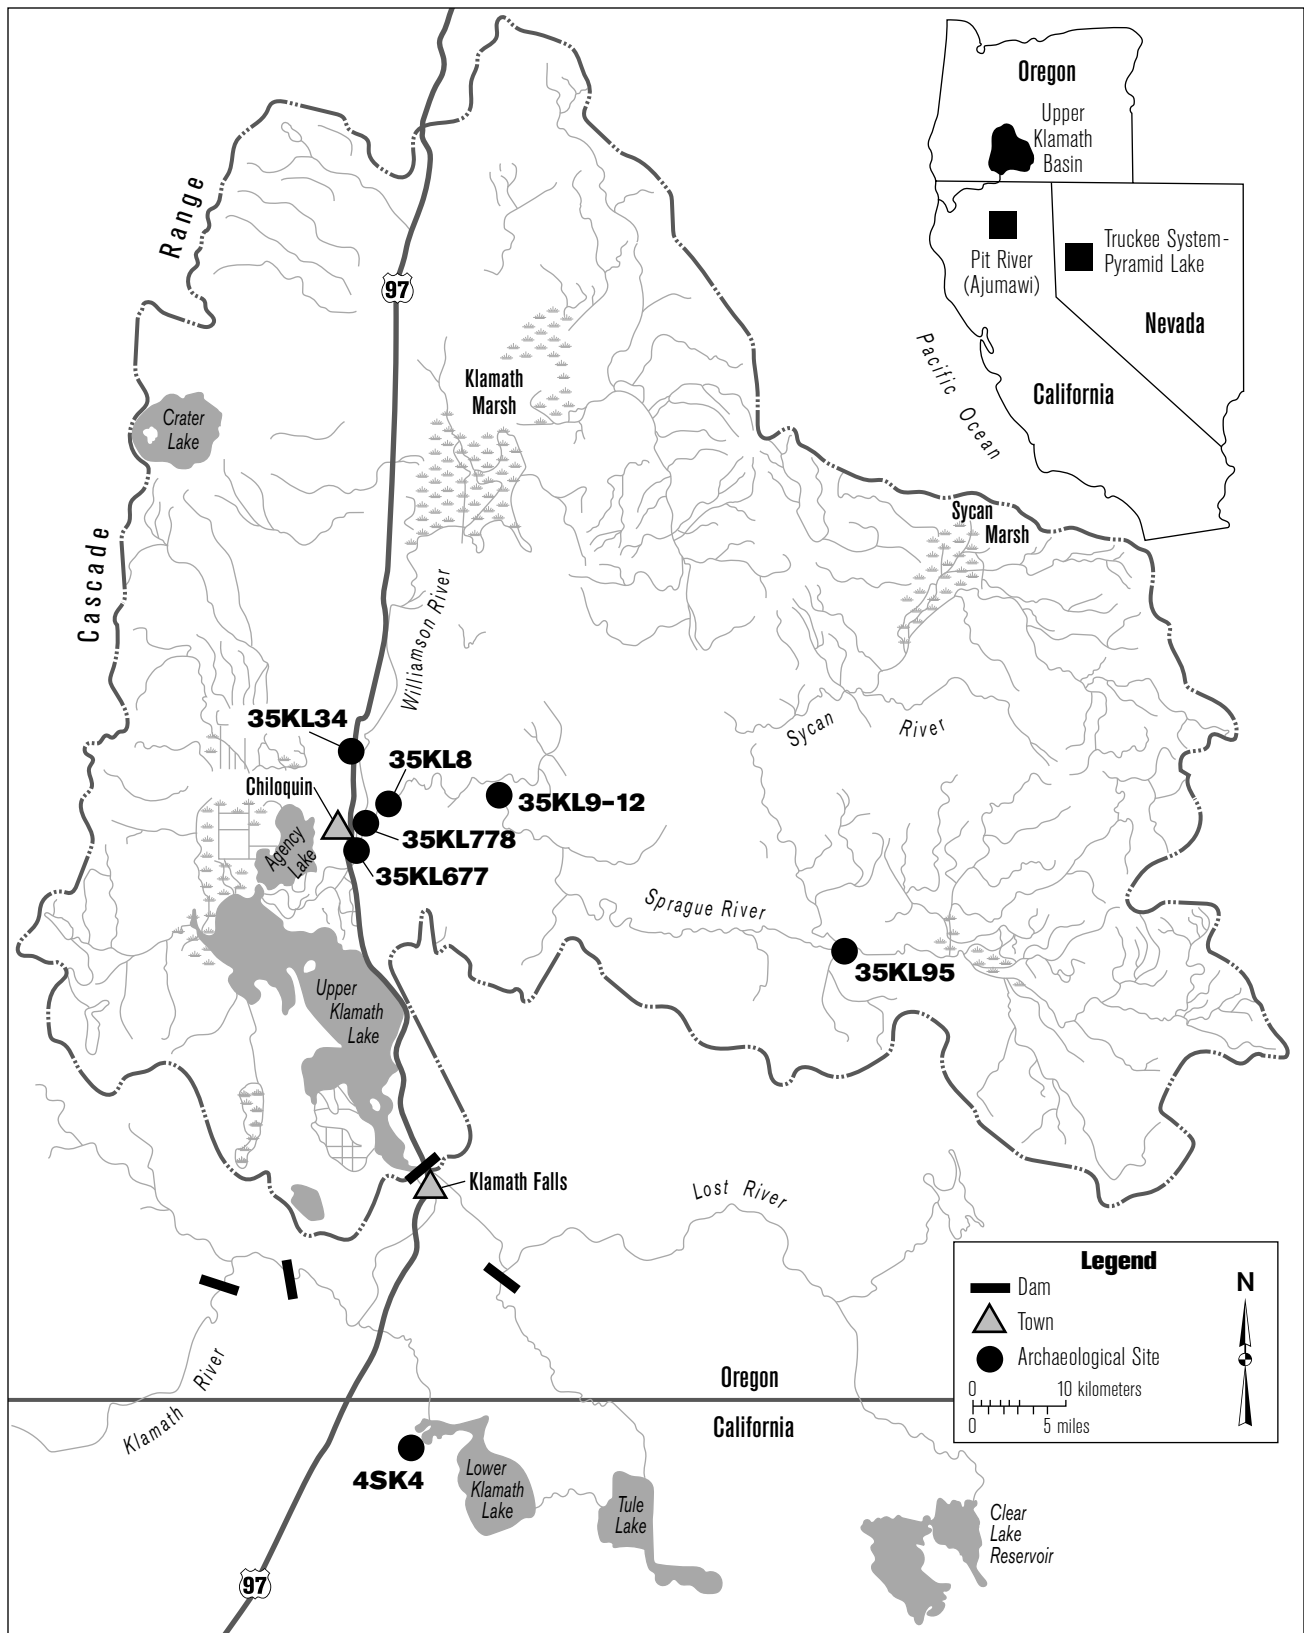 Oregon
Upper
Klamath
Basin
Pit River
(Ajumawi)
Truckee System-
Pyramid Lake
Nevada
California
Pacific Ocean
Range
Cascade
97
Crater
Lake
Klamath
Marsh
Sycan
Marsh
Williamson River
35KL34
35KL8
Chiloquin
35KL9-12
35KL778
35KL677
Agency
Lake
Sycan River
Sprague River
35KL95
Upper
Klamath
Lake
Klamath Falls
Lost River
Klamath River
Oregon
California
4SK4
Lower
Klamath
Lake
Tule
Lake
Clear
Lake
Reservoir
97
Legend
Dam
Town
Archaeological Site
0 10 kilometers
0 5 miles
N